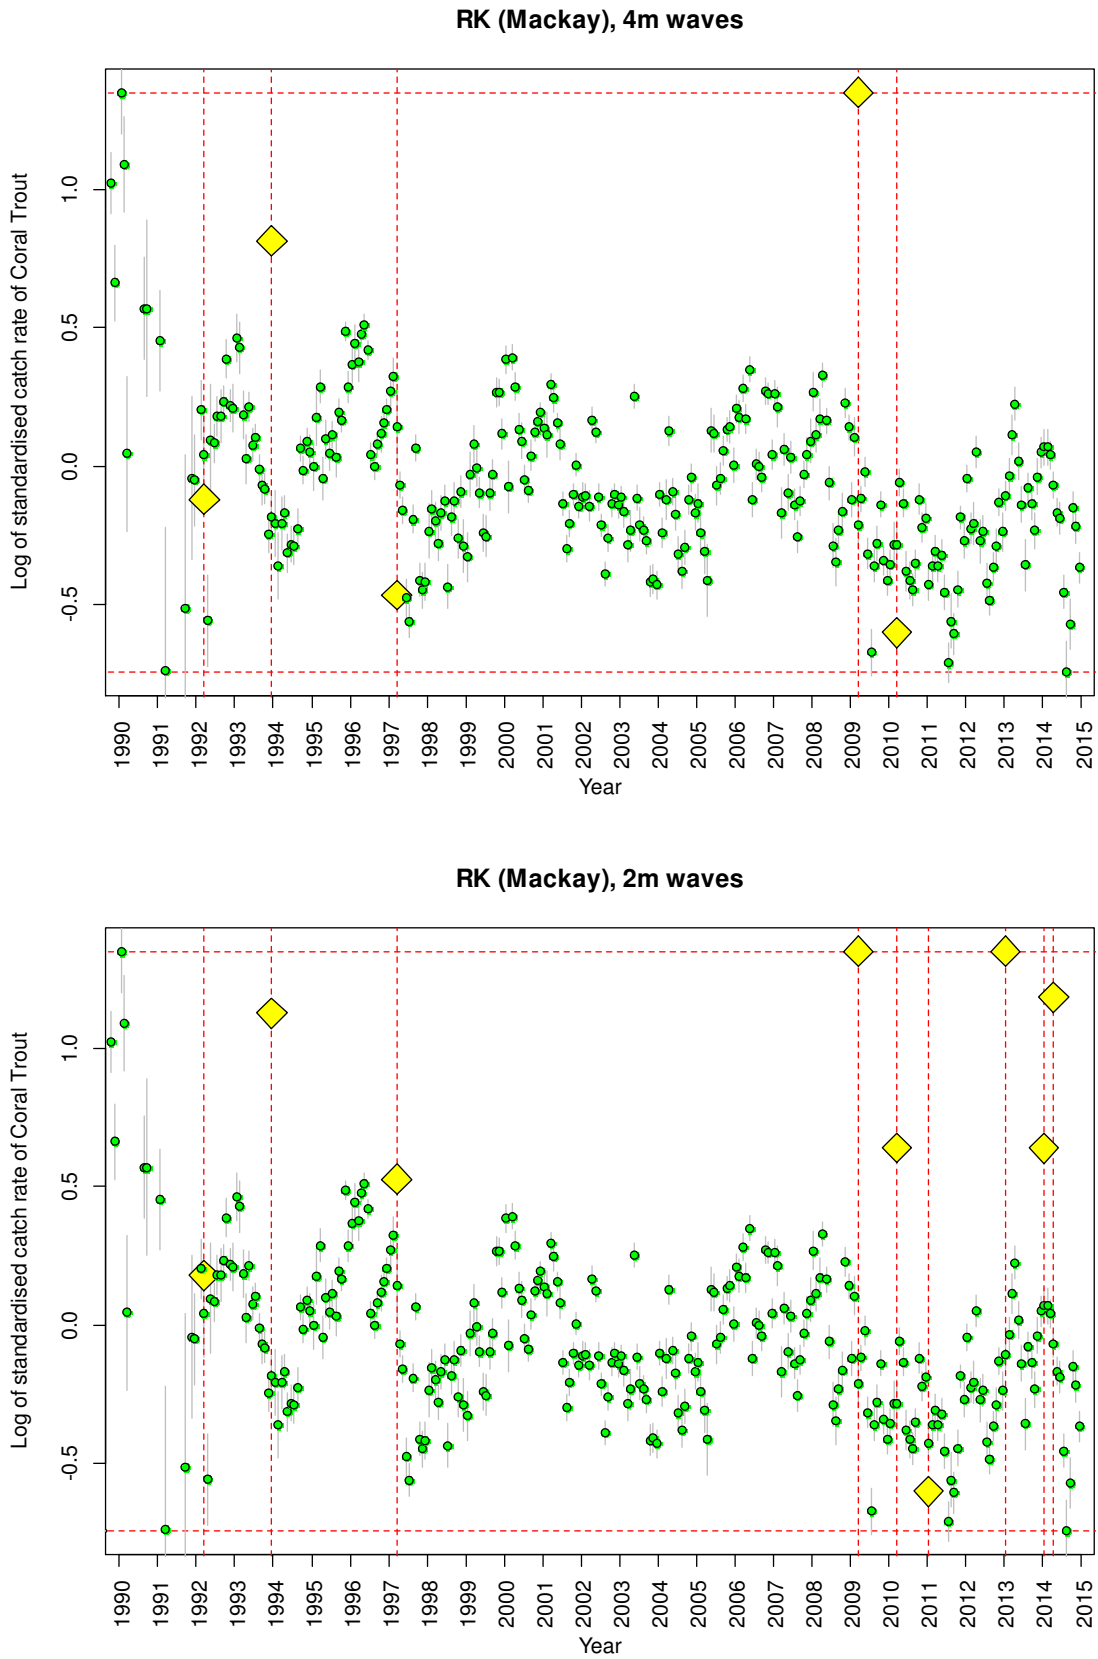 RK (Mackay), 4m waves
Log of standardised catch rate of Coral Trout
1.0
0.5
0.0
-0.5
1990 1991 1992 1993 1994 1995 1996 1997 1998 1999 2000 2001 2002 2003 2004 2005 2006 2007 2008 2009 2010 2011 2012 2013 2014 2015
Year
RK (Mackay), 2m waves
Log of standardised catch rate of Coral Trout
1.0
0.5
0.0
-0.5
1990 1991 1992 1993 1994 1995 1996 1997 1998 1999 2000 2001 2002 2003 2004 2005 2006 2007 2008 2009 2010 2011 2012 2013 2014 2015
Year